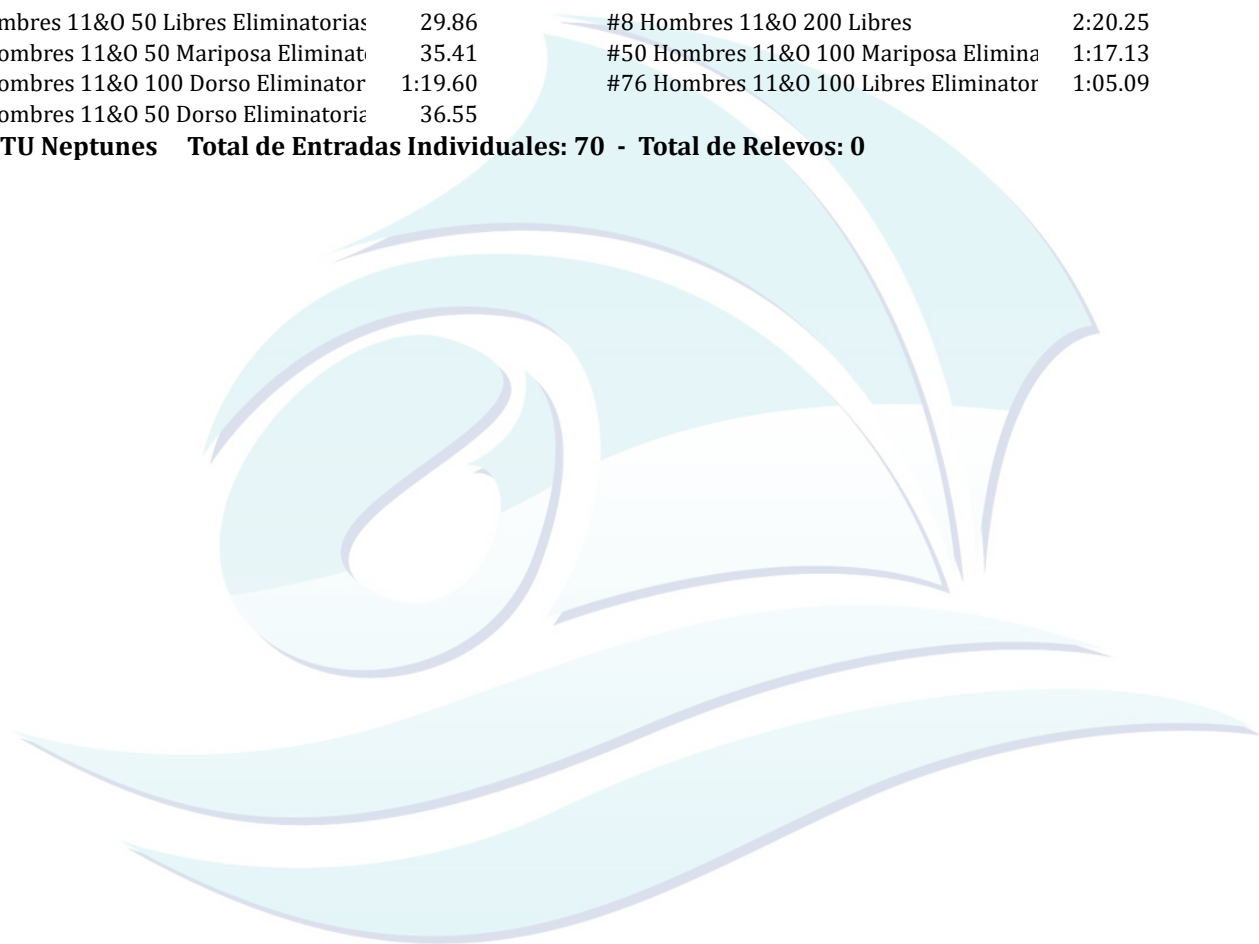 mbres 11&O 50 Libres Eliminatorias 29.86 #8 Hombres 11&O 200 Libres 2:20.25
ombres 11&O 50 Mariposa Eliminat 35.41 #50 Hombres 11&O 100 Mariposa Elimina 1:17.13
ombres 11&O 100 Dorso Eliminator 1:19.60 #76 Hombres 11&O 100 Libres Eliminator 1:05.09
ombres 11&O 50 Dorso Eliminatoria 36.55
TU Neptunes Total de Entradas Individuales: 70 - Total de Relevos: 0